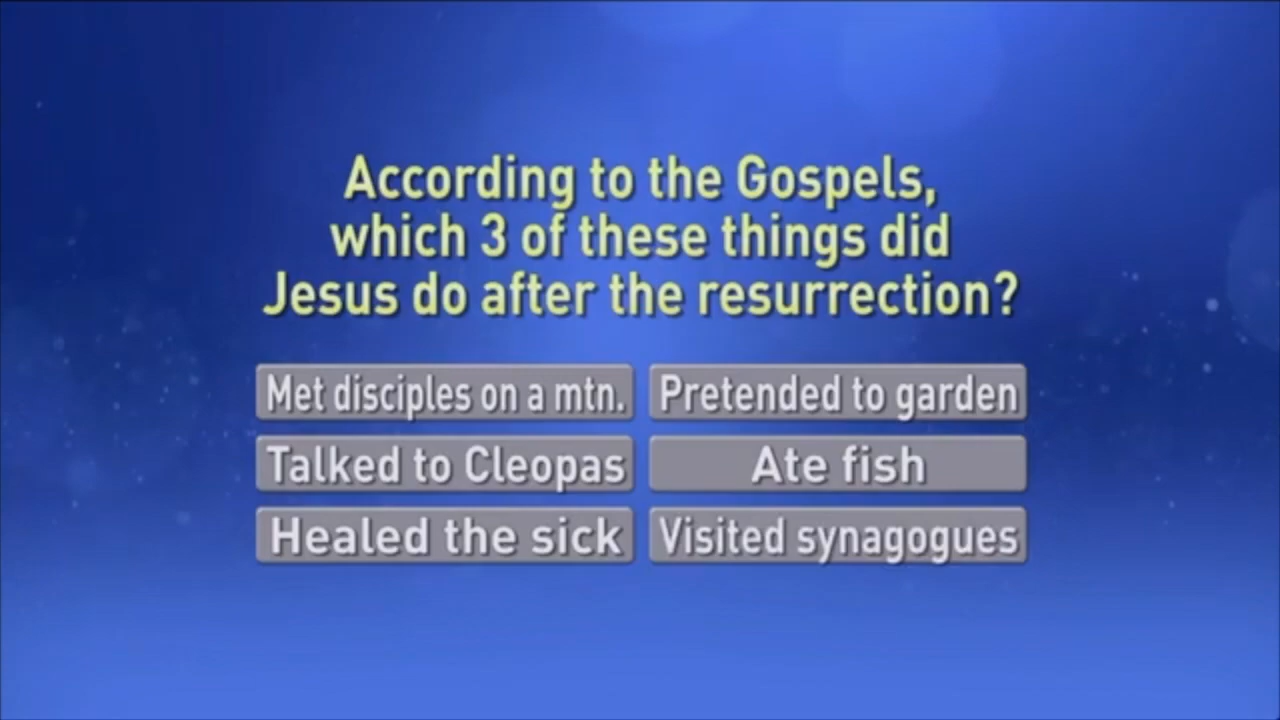 According to the Gospels,
which 3 of these things did
Jesus do after the resurrection?
Met disciples on a mtn.
Pretended to garden
Talked to Cleopas
Ate fish
Healed the sick
Visited synagogues